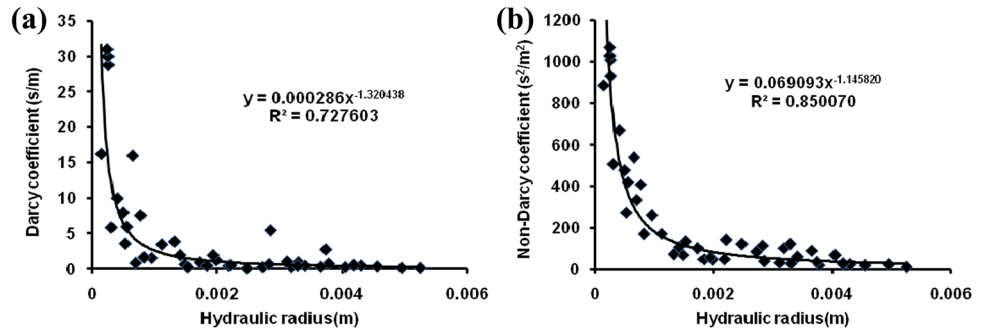 (a)
35
30
25
20
15
10
5
0
Darcy coefficient (s/m)
y = 0.000286x^-1.320438
R² = 0.727603
0 0.002 0.004 0.006
Hydraulic radius(m)
(b)
1200
1000
800
600
400
200
0
Non-Darcy coefficient (s²/m²)
y = 0.069093x^-1.145820
R² = 0.850070
0 0.002 0.004 0.006
Hydraulic radius(m)